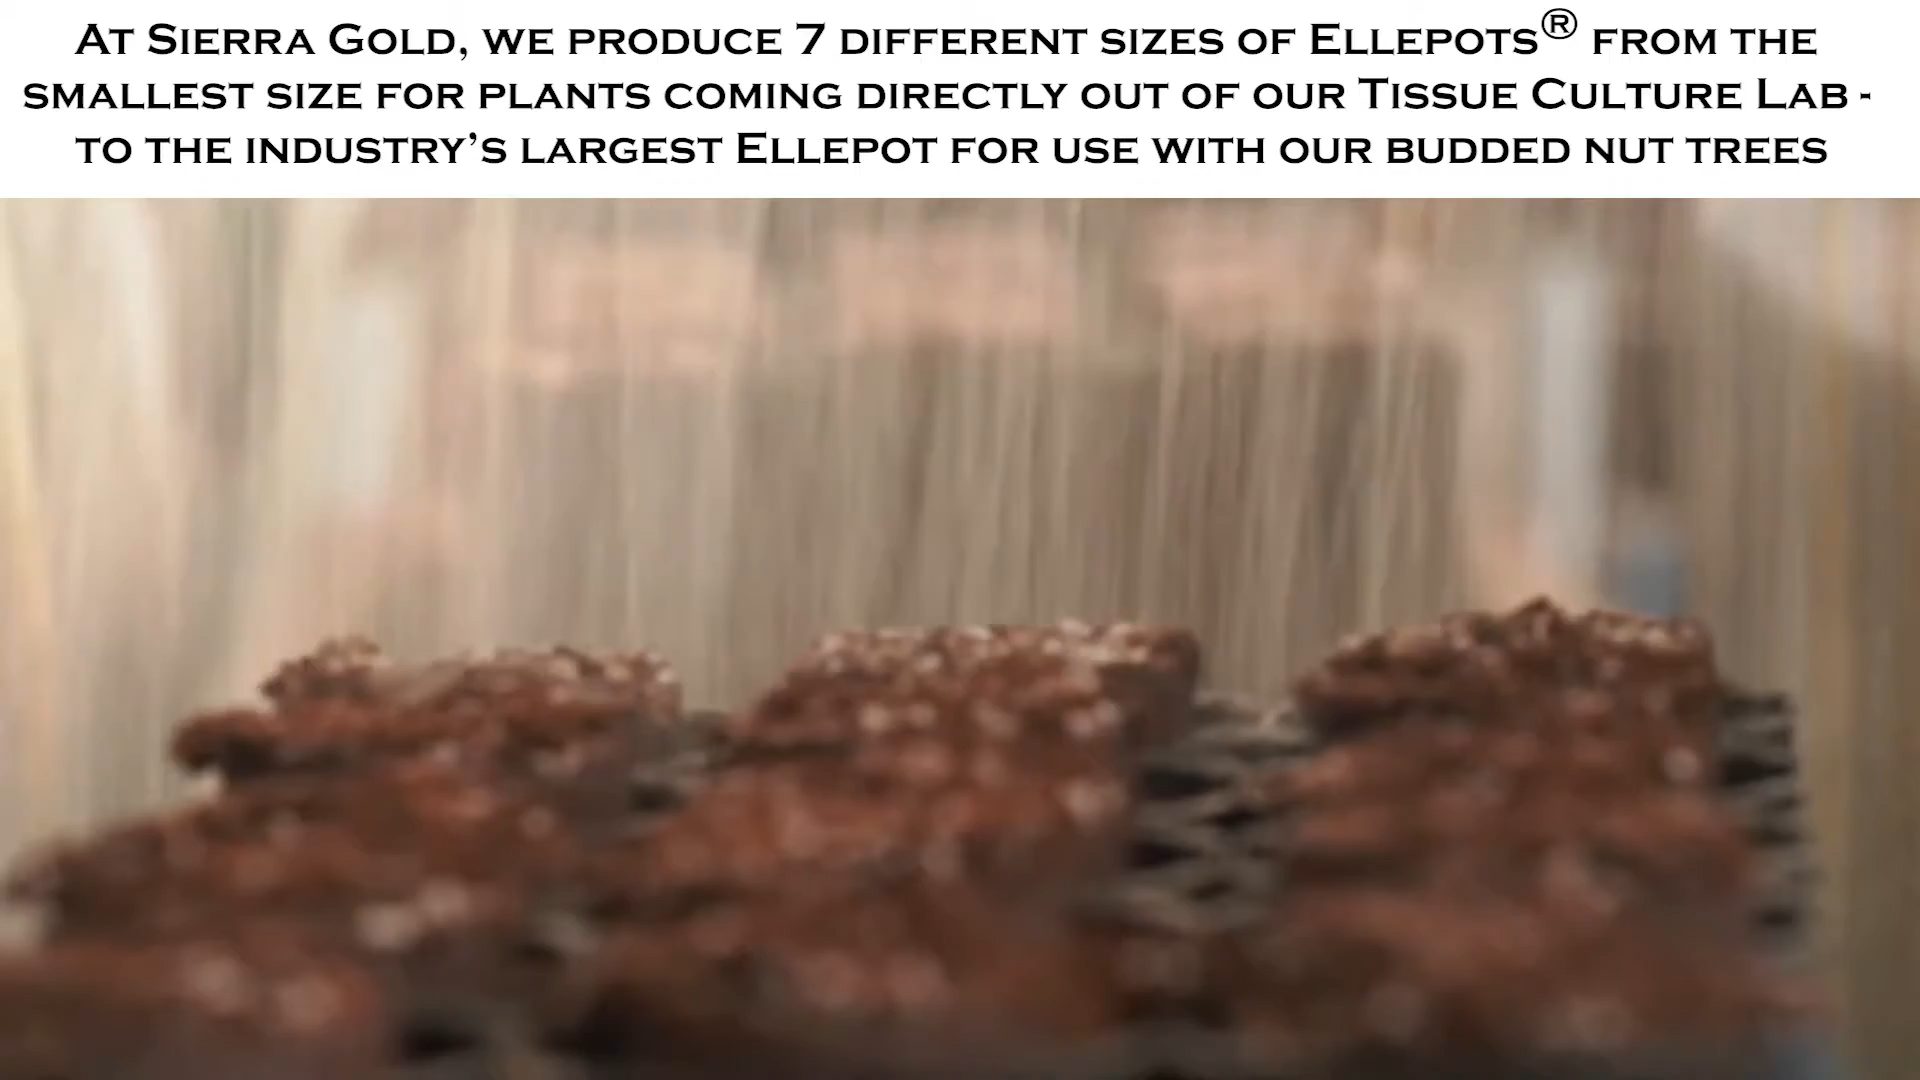 At Sierra Gold, we produce 7 different sizes of Ellepots® from the
smallest size for plants coming directly out of our Tissue Culture Lab -
to the industry’s largest Ellepot for use with our budded nut trees